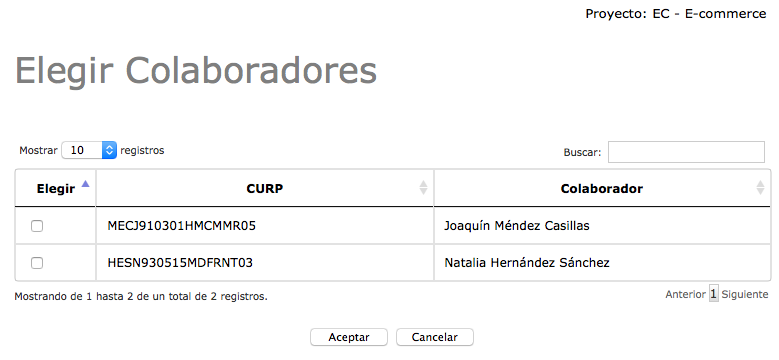 Proyecto: EC - E-commerce
Elegir Colaboradores
Mostrar 10 registros Buscar:
Elegir CURP Colaborador
MECJ910301HMCMMR05 Joaquín Méndez Casillas
HESN930515MDFRNT03 Natalia Hernández Sánchez
Mostrando de 1 hasta 2 de un total de 2 registros. Anterior 1 Siguiente
Aceptar Cancelar